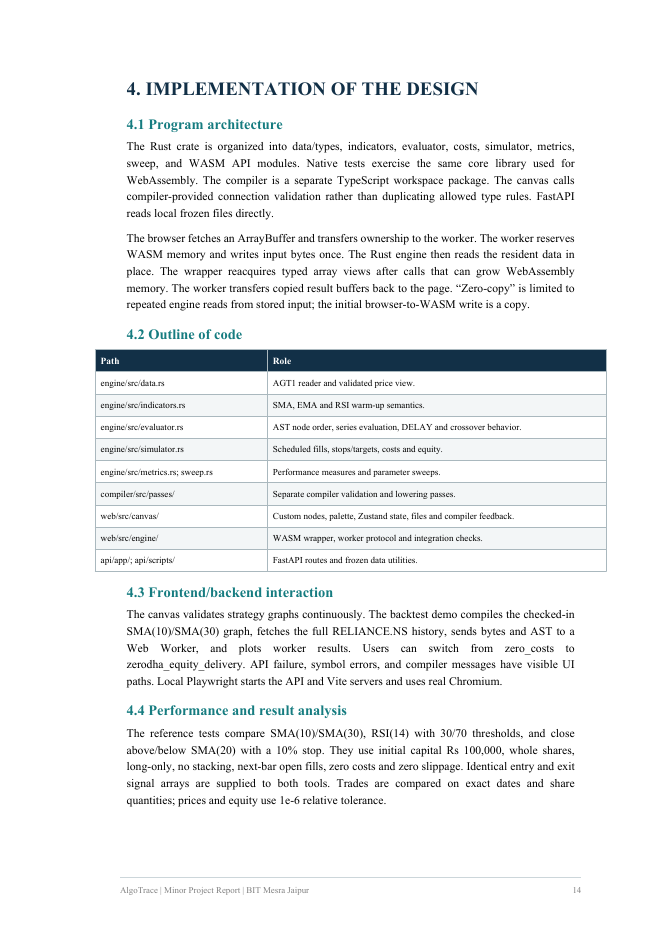 4. IMPLEMENTATION OF THE DESIGN
4.1 Program architecture
The Rust crate is organized into data/types, indicators, evaluator, costs, simulator, metrics,
sweep, and WASM API modules. Native tests exercise the same core library used for
WebAssembly. The compiler is a separate TypeScript workspace package. The canvas calls
compiler-provided connection validation rather than duplicating allowed type rules. FastAPI
reads local frozen files directly.
The browser fetches an ArrayBuffer and transfers ownership to the worker. The worker reserves
WASM memory and writes input bytes once. The Rust engine then reads the resident data in
place. The wrapper reacquires typed array views after calls that can grow WebAssembly
memory. The worker transfers copied result buffers back to the page. “Zero-copy” is limited to
repeated engine reads from stored input; the initial browser-to-WASM write is a copy.
4.2 Outline of code
Path Role
engine/src/data.rs AGT1 reader and validated price view.
engine/src/indicators.rs SMA, EMA and RSI warm-up semantics.
engine/src/evaluator.rs AST node order, series evaluation, DELAY and crossover behavior.
engine/src/simulator.rs Scheduled fills, stops/targets, costs and equity.
engine/src/metrics.rs; sweep.rs Performance measures and parameter sweeps.
compiler/src/passes/ Separate compiler validation and lowering passes.
web/src/canvas/ Custom nodes, palette, Zustand state, files and compiler feedback.
web/src/engine/ WASM wrapper, worker protocol and integration checks.
api/app/; api/scripts/ FastAPI routes and frozen data utilities.
4.3 Frontend/backend interaction
The canvas validates strategy graphs continuously. The backtest demo compiles the checked-in
SMA(10)/SMA(30) graph, fetches the full RELIANCE.NS history, sends bytes and AST to a
Web Worker, and plots worker results. Users can switch from zero_costs to
zerodha_equity_delivery. API failure, symbol errors, and compiler messages have visible UI
paths. Local Playwright starts the API and Vite servers and uses real Chromium.
4.4 Performance and result analysis
The reference tests compare SMA(10)/SMA(30), RSI(14) with 30/70 thresholds, and close
above/below SMA(20) with a 10% stop. They use initial capital Rs 100,000, whole shares,
long-only, no stacking, next-bar open fills, zero costs and zero slippage. Identical entry and exit
signal arrays are supplied to both tools. Trades are compared on exact dates and share
quantities; prices and equity use 1e-6 relative tolerance.
AlgoTrace | Minor Project Report | BIT Mesra Jaipur 14